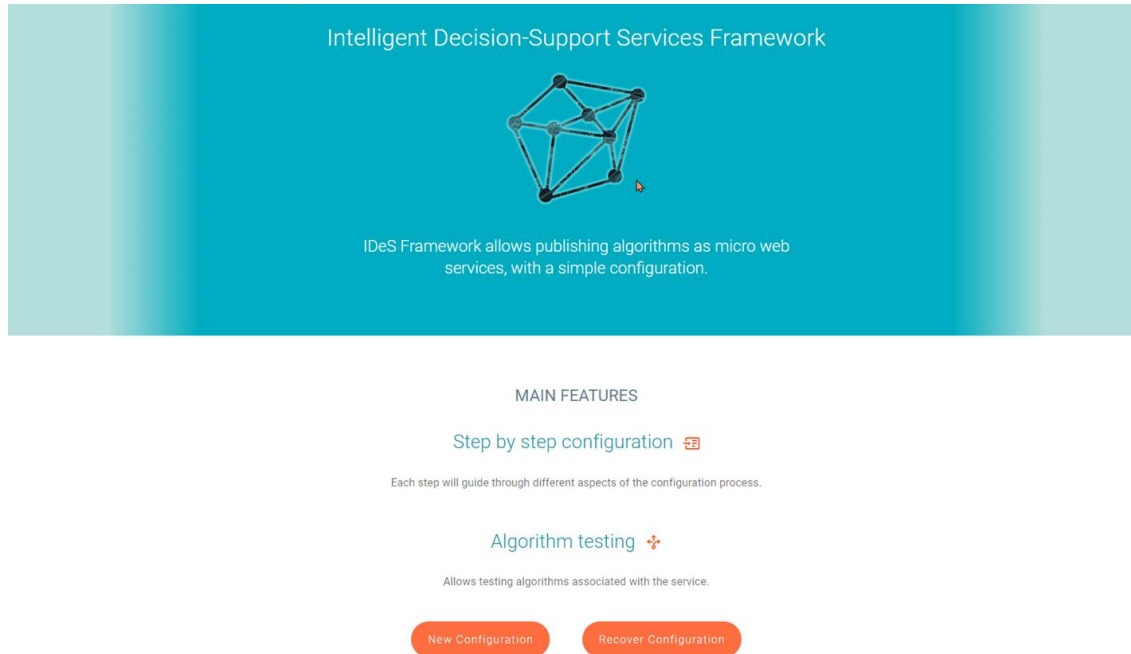 Intelligent Decision-Support Services Framework
IDeS Framework allows publishing algorithms as micro web
services, with a simple configuration.
MAIN FEATURES
Step by step configuration
Each step will guide through different aspects of the configuration process.
Algorithm testing
Allows testing algorithms associated with the service.
New Configuration
Recover Configuration